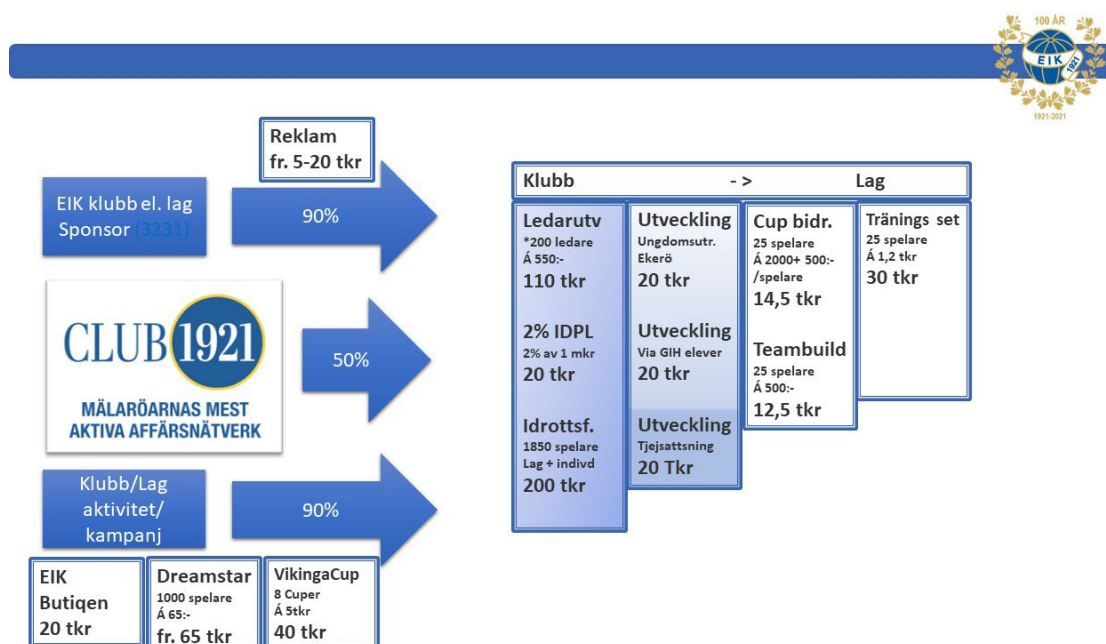 100 ÅR
EIK
1921
1921-2021
Reklam
fr. 5-20 tkr
EIK klubb el. lag
Sponsor (3231)
90%
CLUB 1921
MÄLARÖARNAS MEST
AKTIVA AFFÄRSNÄTVERK
50%
Klubb/Lag
aktivitet/
kampanj
90%
EIK
Butiqen
20 tkr
Dreamstar
1000 spelare
Á 65:-
fr. 65 tkr
VikingaCup
8 Cuper
Á 5tkr
40 tkr
Klubb -> Lag
Ledarutv
*200 ledare
Á 550:-
110 tkr
2% IDPL
2% av 1 mkr
20 tkr
Idrottsf.
1850 spelare
Lag + indivd
200 tkr
Utveckling
Ungdomsutr.
Ekerö
20 tkr
Utveckling
Via GIH elever
20 tkr
Utveckling
Tjejsattsning
20 Tkr
Cup bidr.
25 spelare
Á 2000+ 500:-
/spelare
14,5 tkr
Teambuild
25 spelare
Á 500:-
12,5 tkr
Tränings set
25 spelare
Á 1,2 tkr
30 tkr